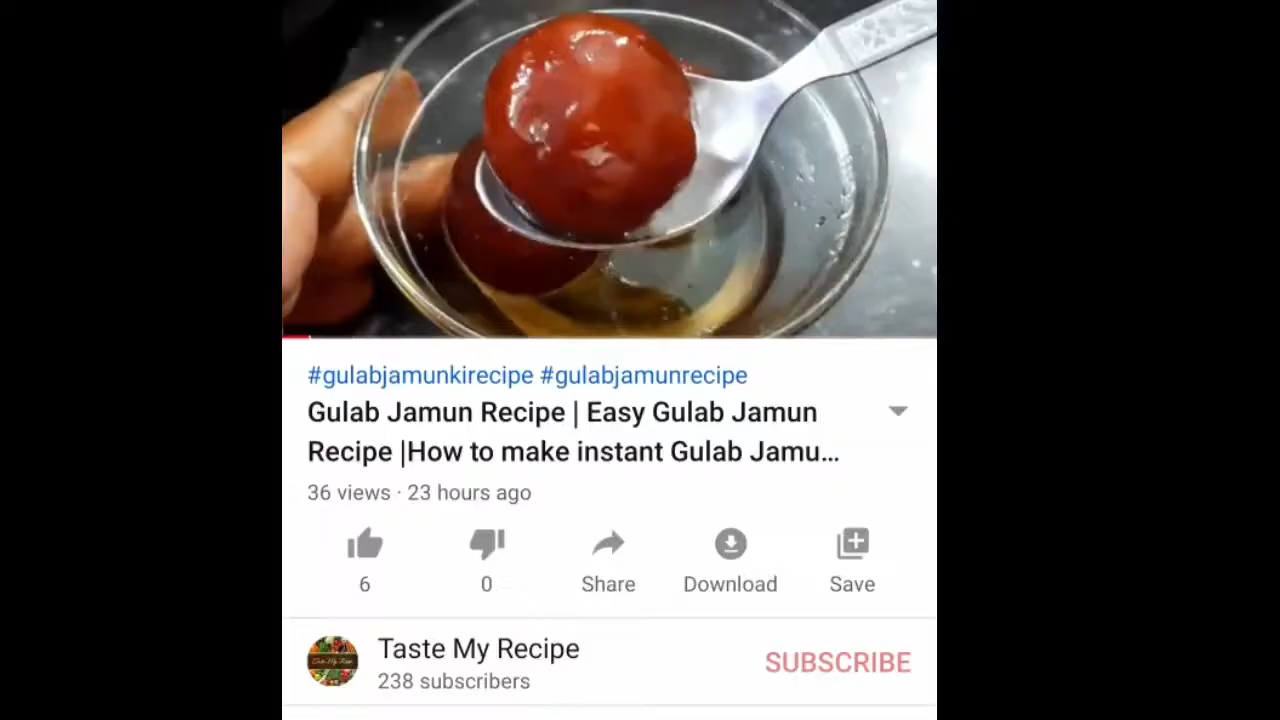 #gulabjamunkirecipe #gulabjamunrecipe
Gulab Jamun Recipe | Easy Gulab Jamun
Recipe |How to make instant Gulab Jamu...
36 views · 23 hours ago
6
0
Share
Download
Save
Taste My Recipe
238 subscribers
SUBSCRIBE